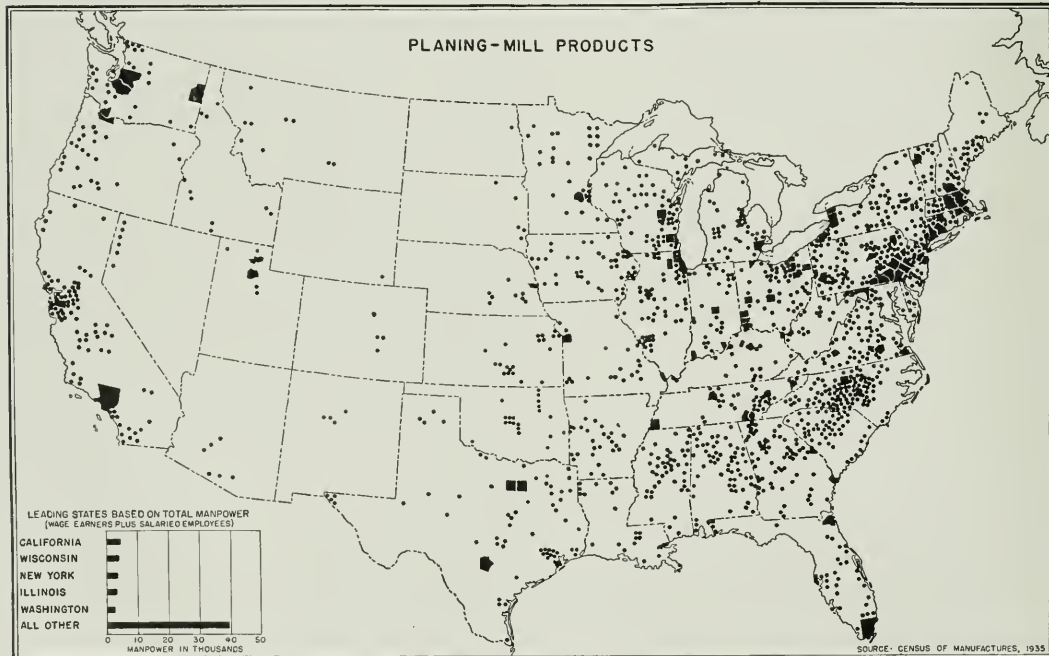 PLANING-MILL PRODUCTS
LEADING STATES BASED ON TOTAL MANPOWER
(WAGE EARNERS PLUS SALARIED EMPLOYEES)
CALIFORNIA
WISCONSIN
NEW YORK
ILLINOIS
WASHINGTON
ALL OTHER
0 10 20 30 40 50
MANPOWER IN THOUSANDS
SOURCE: CENSUS OF MANUFACTURES, 1935